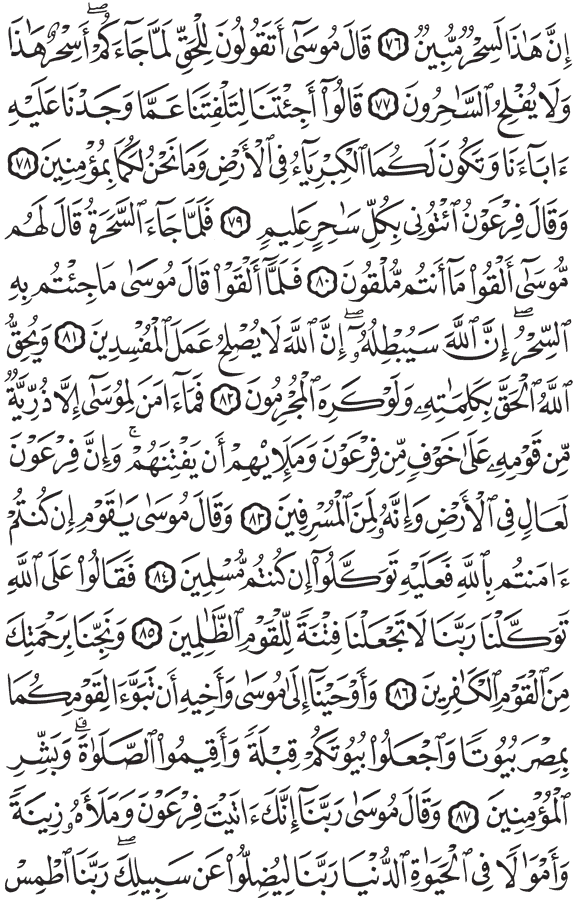 إِنَّ هَٰذَا لَسِحْرٌ مُّبِينٌ ٧٦ قَالَ مُوسَىٰٓ أَتَقُولُونَ لِلْحَقِّ لَمَّا جَآءَكُمْ ۖ أَسِحْرٌ هَٰذَا
وَلَا يُفْلِحُ ٱلسَّٰحِرُونَ ٧٧ قَالُوٓا۟ أَجِئْتَنَا لِتَلْفِتَنَا عَمَّا وَجَدْنَا عَلَيْهِ
ءَابَآءَنَا وَتَكُونَ لَكُمَا ٱلْكِبْرِيَآءُ فِى ٱلْأَرْضِ وَمَا نَحْنُ لَكُمَا بِمُؤْمِنِينَ ٧٨
وَقَالَ فِرْعَوْنُ ٱئْتُونِى بِكُلِّ سَٰحِرٍ عَلِيمٍ ٧٩ فَلَمَّا جَآءَ ٱلسَّحَرَةُ قَالَ لَهُم
مُّوسَىٰٓ أَلْقُوا۟ مَآ أَنتُم مُّلْقُونَ ٨٠ فَلَمَّآ أَلْقَوْا۟ قَالَ مُوسَىٰ مَا جِئْتُم بِهِ
ٱلسِّحْرُ ۖ إِنَّ ٱللَّهَ سَيُبْطِلُهُۥٓ ۖ إِنَّ ٱللَّهَ لَا يُصْلِحُ عَمَلَ ٱلْمُفْسِدِينَ ٨١ وَيُحِقُّ
ٱللَّهُ ٱلْحَقَّ بِكَلِمَٰتِهِۦ وَلَوْ كَرِهَ ٱلْمُجْرِمُونَ ٨٢ فَمَآ ءَامَنَ لِمُوسَىٰٓ إِلَّا ذُرِّيَّةٌ
مِّن قَوْمِهِۦ عَلَىٰ خَوْفٍ مِّن فِرْعَوْنَ وَمَلَإِي۟هِمْ أَن يَفْتِنَهُمْ ۚ وَإِنَّ فِرْعَوْنَ
لَعَالٍ فِى ٱلْأَرْضِ وَإِنَّهُۥ لَمِنَ ٱلْمُسْرِفِينَ ٨٣ وَقَالَ مُوسَىٰ يَٰقَوْمِ إِن كُنتُمْ
ءَامَنتُم بِٱللَّهِ فَعَلَيْهِ تَوَكَّلُوٓا۟ إِن كُنتُم مُّسْلِمِينَ ٨٤ فَقَالُوا۟ عَلَى ٱللَّهِ
تَوَكَّلْنَا رَبَّنَا لَا تَجْعَلْنَا فِتْنَةً لِّلْقَوْمِ ٱلظَّٰلِمِينَ ٨٥ وَنَجِّنَا بِرَحْمَتِكَ
مِنَ ٱلْقَوْمِ ٱلْكَٰفِرِينَ ٨٦ وَأَوْحَيْنَآ إِلَىٰ مُوسَىٰ وَأَخِيهِ أَن تَبَوَّءَا لِقَوْمِكُمَا
بِمِصْرَ بُيُوتًا وَٱجْعَلُوا۟ بُيُوتَكُمْ قِبْلَةً وَأَقِيمُوا۟ ٱلصَّلَوٰةَ ۗ وَبَشِّرِ
ٱلْمُؤْمِنِينَ ٨٧ وَقَالَ مُوسَىٰ رَبَّنَآ إِنَّكَ ءَاتَيْتَ فِرْعَوْنَ وَمَلَأَهُۥ زِينَةً
وَأَمْوَٰلًا فِى ٱلْحَيَوٰةِ ٱلدُّنْيَا رَبَّنَا لِيُضِلُّوا۟ عَن سَبِيلِكَ ۖ رَبَّنَا ٱطْمِسْ